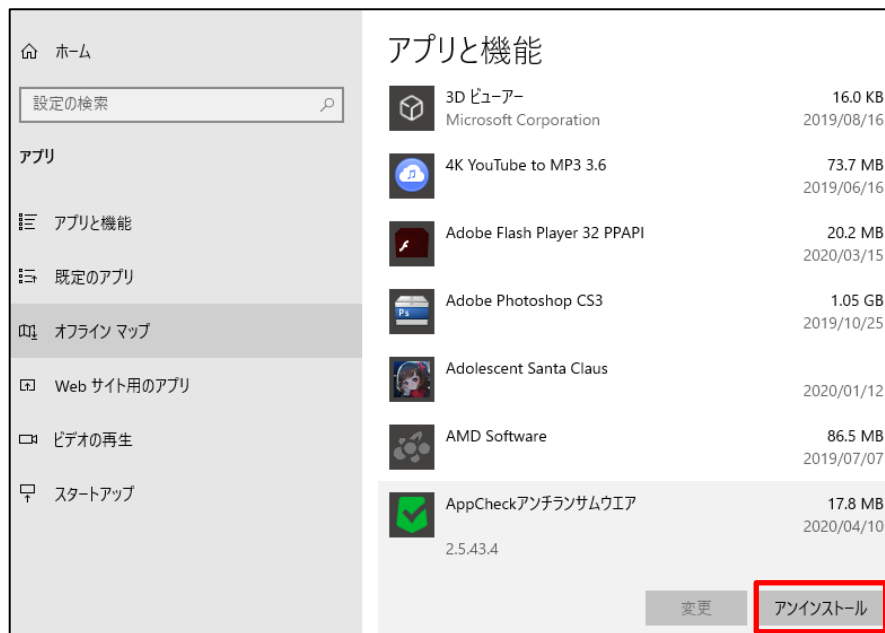 ホーム
設定の検索
アプリ
アプリと機能
既定のアプリ
オフライン マップ
Web サイト用のアプリ
ビデオの再生
スタートアップ
アプリと機能
3D ビューアー 16.0 KB
Microsoft Corporation 2019/08/16
4K YouTube to MP3 3.6 73.7 MB
2019/06/16
Adobe Flash Player 32 PPAPI 20.2 MB
2020/03/15
Adobe Photoshop CS3 1.05 GB
2019/10/25
Ps
Adolescent Santa Claus
2020/01/12
AMD Software 86.5 MB
2019/07/07
AppCheckアンチランサムウエア 17.8 MB
2020/04/10
2.5.43.4
変更 アンインストール